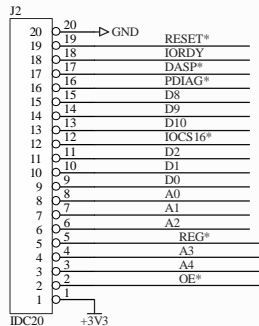 J2
20 20 GND
19 19 RESET*
18 18 IORDY
17 17 DASP*
16 16 PDIAG*
15 15 D8
14 14 D9
13 13 D10
12 12 IOCS16*
11 11 D2
10 10 D1
9 9 D0
8 8 A0
7 7 A1
6 6 A2
5 5 REG*
4 4 A3
3 3 A4
2 2 OE*
1 1
IDC20 +3V3